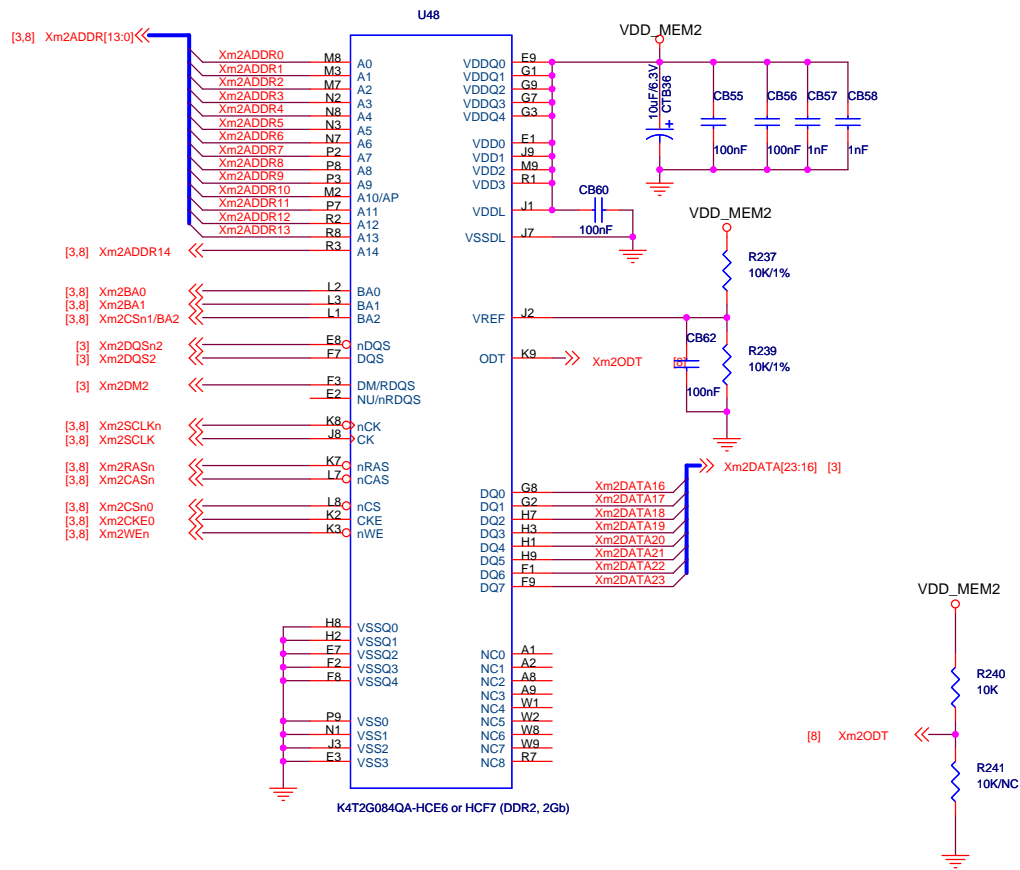 U48
[3,8] Xm2ADDR[13:0]
Xm2ADDR0 M8 A0
Xm2ADDR1 M3 A1
Xm2ADDR2 M7 A2
Xm2ADDR3 N2 A3
Xm2ADDR4 N8 A4
Xm2ADDR5 N3 A5
Xm2ADDR6 N7 A6
Xm2ADDR7 P2 A7
Xm2ADDR8 P8 A8
Xm2ADDR9 P3 A9
Xm2ADDR10 M2 A10/AP
Xm2ADDR11 P7 A11
Xm2ADDR12 R2 A12
Xm2ADDR13 R8 A13
[3,8] Xm2ADDR14 R3 A14
[3,8] Xm2BA0 L2 BA0
[3,8] Xm2BA1 L3 BA1
[3,8] Xm2CSn1/BA2 L1 BA2
[3] Xm2DQSn2 E8 nDQS
[3] Xm2DQS2 F7 DQS
[3] Xm2DM2 F3 DM/RDQS
E2 NU/nRDQS
[3,8] Xm2SCLKn K8 nCK
[3,8] Xm2SCLK J8 CK
[3,8] Xm2RASn K7 nRAS
[3,8] Xm2CASn L7 nCAS
[3,8] Xm2CSn0 L8 nCS
[3,8] Xm2CKE0 K2 CKE
[3,8] Xm2WEn K3 nWE
H8 VSSQ0
H2 VSSQ1
E7 VSSQ2
F2 VSSQ3
F8 VSSQ4
P9 VSS0
N1 VSS1
J3 VSS2
E3 VSS3
VDDQ0 E9
VDDQ1 G1
VDDQ2 G9
VDDQ3 G7
VDDQ4 G3
VDD0 E1
VDD1 J9
VDD2 M9
VDD3 R1
VDDL J1
VSSDL J7
VREF J2
ODT K9 Xm2ODT [8]
DQ0 G8 Xm2DATA16
DQ1 G2 Xm2DATA17
DQ2 H7 Xm2DATA18
DQ3 H3 Xm2DATA19
DQ4 H1 Xm2DATA20
DQ5 H9 Xm2DATA21
DQ6 F1 Xm2DATA22
DQ7 F9 Xm2DATA23
Xm2DATA[23:16] [3]
NC0 A1
NC1 A2
NC2 A8
NC3 A9
NC4 W1
NC5 W2
NC6 W8
NC7 W9
NC8 R7
K4T2G084QA-HCE6 or HCF7 (DDR2, 2Gb)
VDD_MEM2
10uF/6.3V
CTB36
+
CB55
100nF
CB56
100nF
CB57
1nF
CB58
1nF
CB60
100nF
VDD_MEM2
R237
10K/1%
CB62
100nF
R239
10K/1%
VDD_MEM2
R240
10K
[8] Xm2ODT
R241
10K/NC